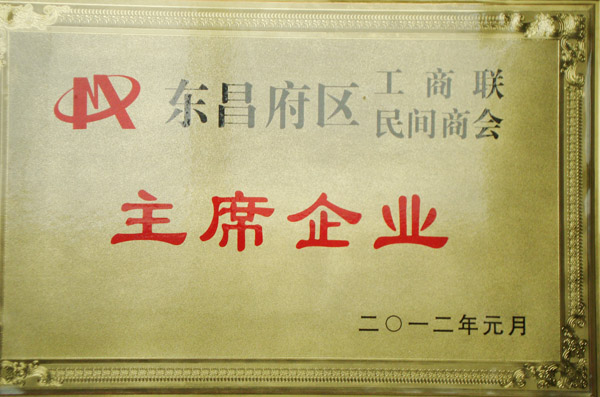 东昌府区 工商联
民间商会
主席企业
二〇一二年元月